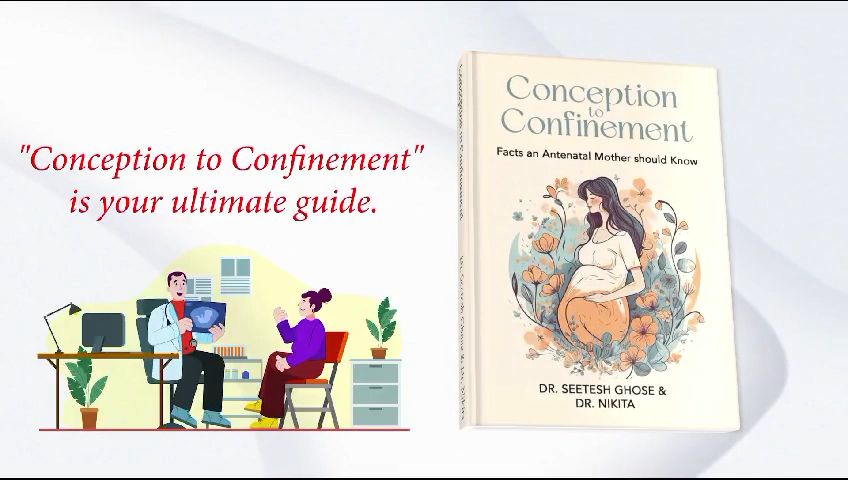 "Conception to Confinement"
is your ultimate guide.
Conception
to
Confinement
Facts an Antenatal Mother should Know
DR. SEETESH GHOSE &
DR. NIKITA